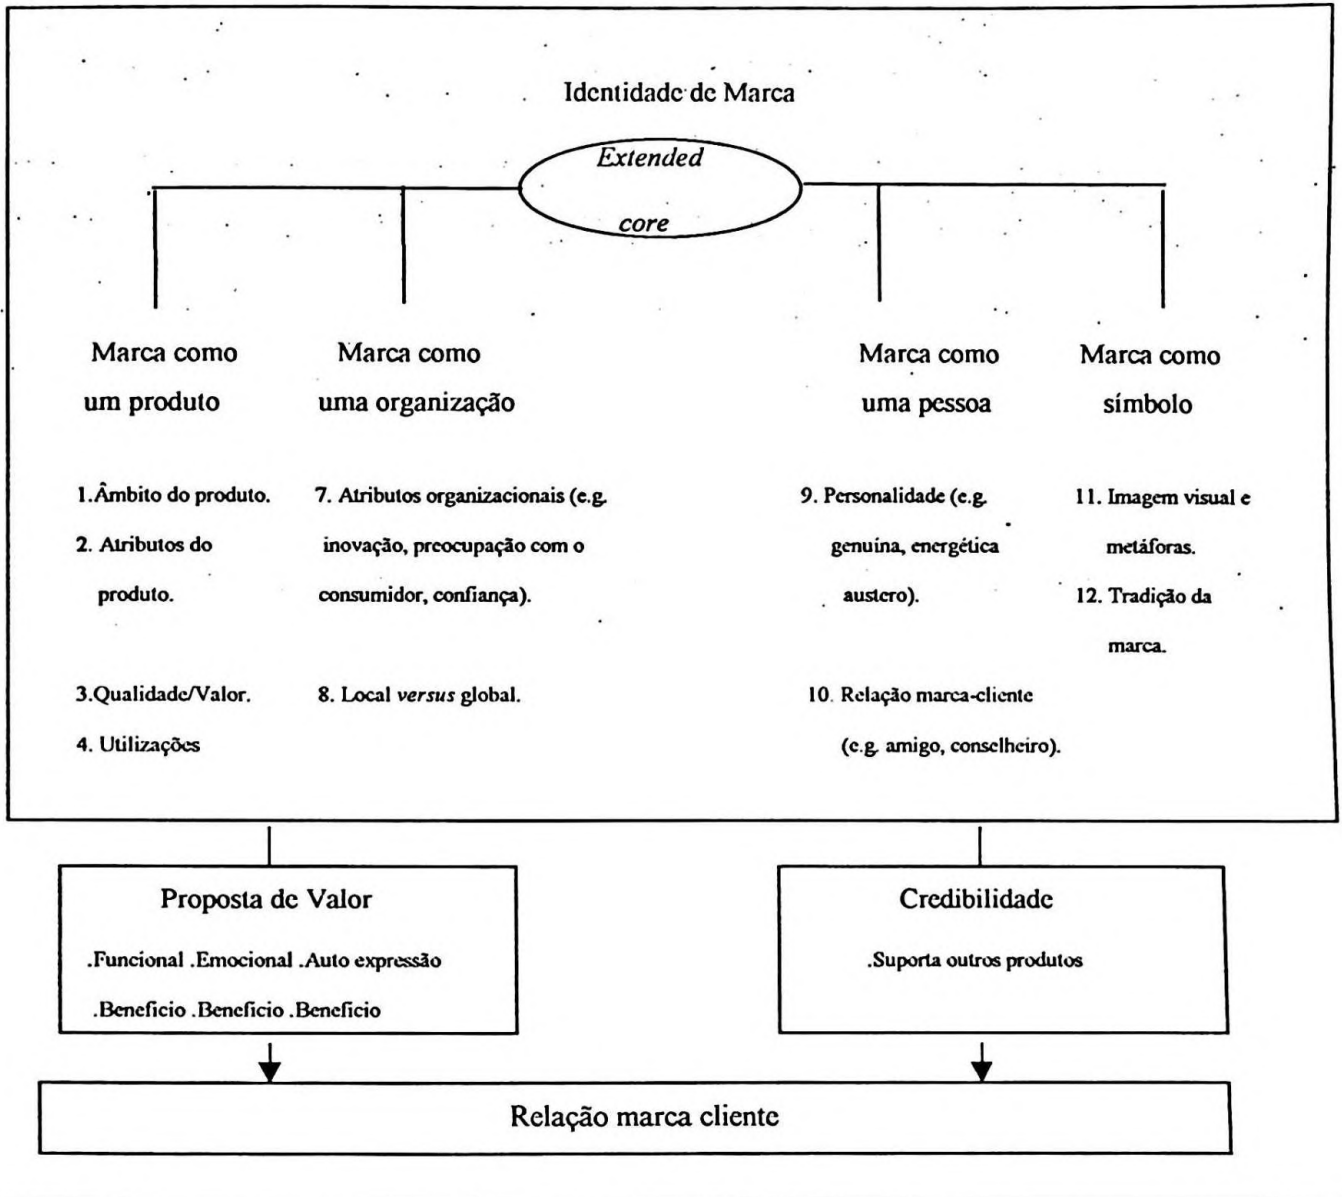 Identidade de Marca
Extended
core
Marca como
um produto
Marca como
uma organização
Marca como
uma pessoa
Marca como
símbolo
1.Âmbito do produto.
2. Atributos do
produto.
3.Qualidade/Valor.
4. Utilizações
7. Atributos organizacionais (e.g.
inovação, preocupação com o
consumidor, confiança).
8. Local versus global.
9. Personalidade (e.g.
genuína, energética
austero).
10. Relação marca-cliente
(e.g. amigo, conselheiro).
11. Imagem visual e
metáforas.
12. Tradição da
marca.
Proposta de Valor
.Funcional .Emocional .Auto expressão
.Beneficio .Beneficio .Beneficio
Credibilidade
.Suporta outros produtos
Relação marca cliente